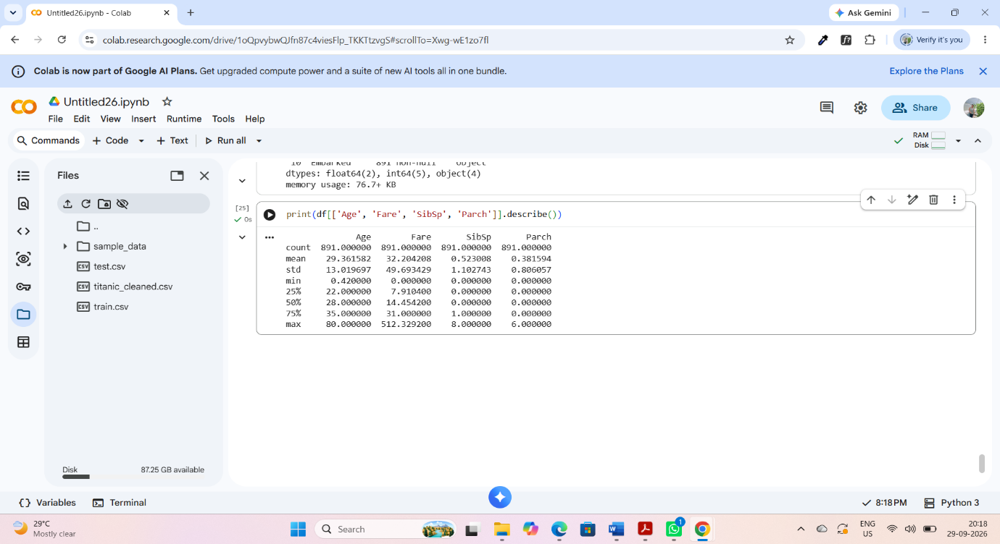 Untitled26.ipynb - Colab
Ask Gemini
colab.research.google.com/drive/1oQpvybwQJfn87c4viesFlp_TKKTtzvgS#scrollTo=Xwg-wE1zo7fl
Verify it's you
Colab is now part of Google AI Plans. Get upgraded compute power and a suite of new AI tools all in one bundle.
Explore the Plans
Untitled26.ipynb
File Edit View Insert Runtime Tools Help
Share
Commands + Code + Text Run all
RAM
Disk
Files
..
sample_data
CSV test.csv
CSV titanic_cleaned.csv
CSV train.csv
Disk 87.25 GB available
10 Embarked 891 non-null object
dtypes: float64(2), int64(5), object(4)
memory usage: 76.7+ KB
[25]
0s
print(df[['Age', 'Fare', 'SibSp', 'Parch']].describe())
Age Fare SibSp Parch
count 891.000000 891.000000 891.000000 891.000000
mean 29.361582 32.204208 0.523008 0.381594
std 13.019697 49.693429 1.102743 0.806057
min 0.420000 0.000000 0.000000 0.000000
25% 22.000000 7.910400 0.000000 0.000000
50% 28.000000 14.454200 0.000000 0.000000
75% 35.000000 31.000000 1.000000 0.000000
max 80.000000 512.329200 8.000000 6.000000
{} Variables Terminal
8:18 PM Python 3
29°C
Mostly clear
Search
1
ENG
US
20:18
29-09-2026